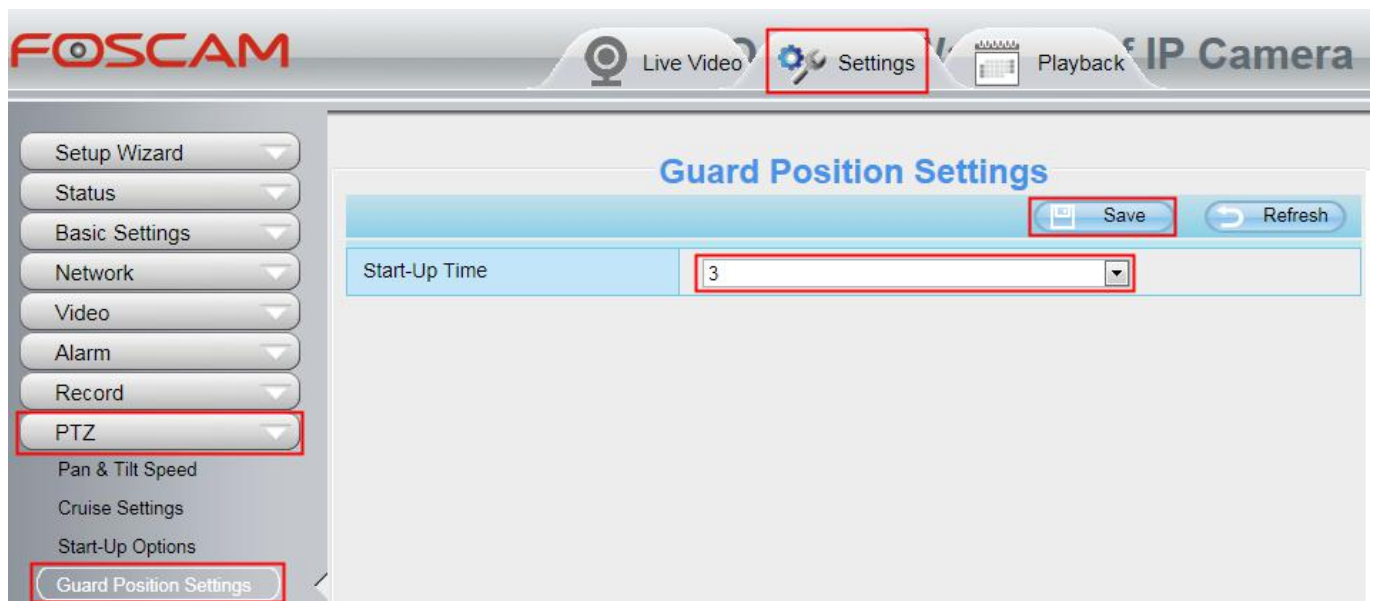 FOSCAM
Live Video
Settings
Playback
IP Camera
Setup Wizard
Status
Basic Settings
Network
Video
Alarm
Record
PTZ
Pan & Tilt Speed
Cruise Settings
Start-Up Options
Guard Position Settings
Guard Position Settings
Save
Refresh
Start-Up Time
3